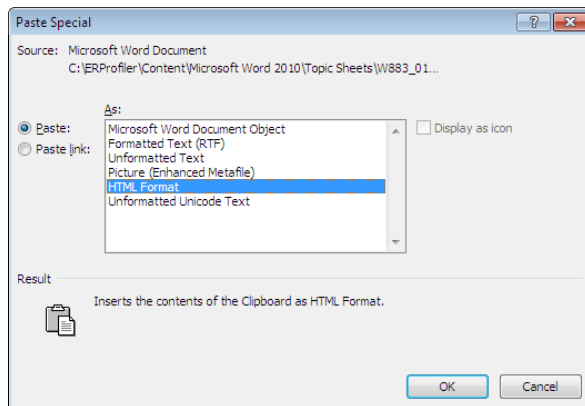 Paste Special
Source: Microsoft Word Document
C:\ERProfiler\Content\Microsoft Word 2010\Topic Sheets\W883_01...
As:
Paste:
Paste link:
Microsoft Word Document Object
Formatted Text (RTF)
Unformatted Text
Picture (Enhanced Metafile)
HTML Format
Unformatted Unicode Text
Display as icon
Result
Inserts the contents of the Clipboard as HTML Format.
OK Cancel